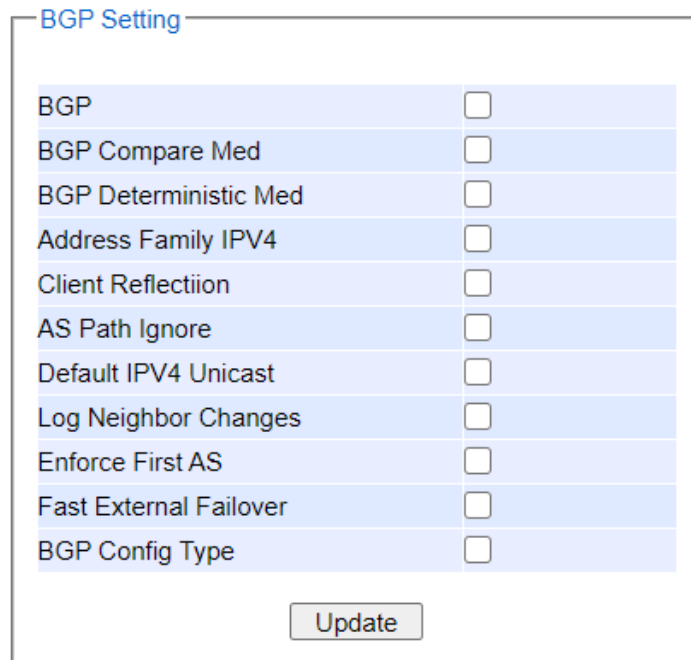 BGP Setting
BGP
BGP Compare Med
BGP Deterministic Med
Address Family IPV4
Client Reflectiion
AS Path Ignore
Default IPV4 Unicast
Log Neighbor Changes
Enforce First AS
Fast External Failover
BGP Config Type
Update